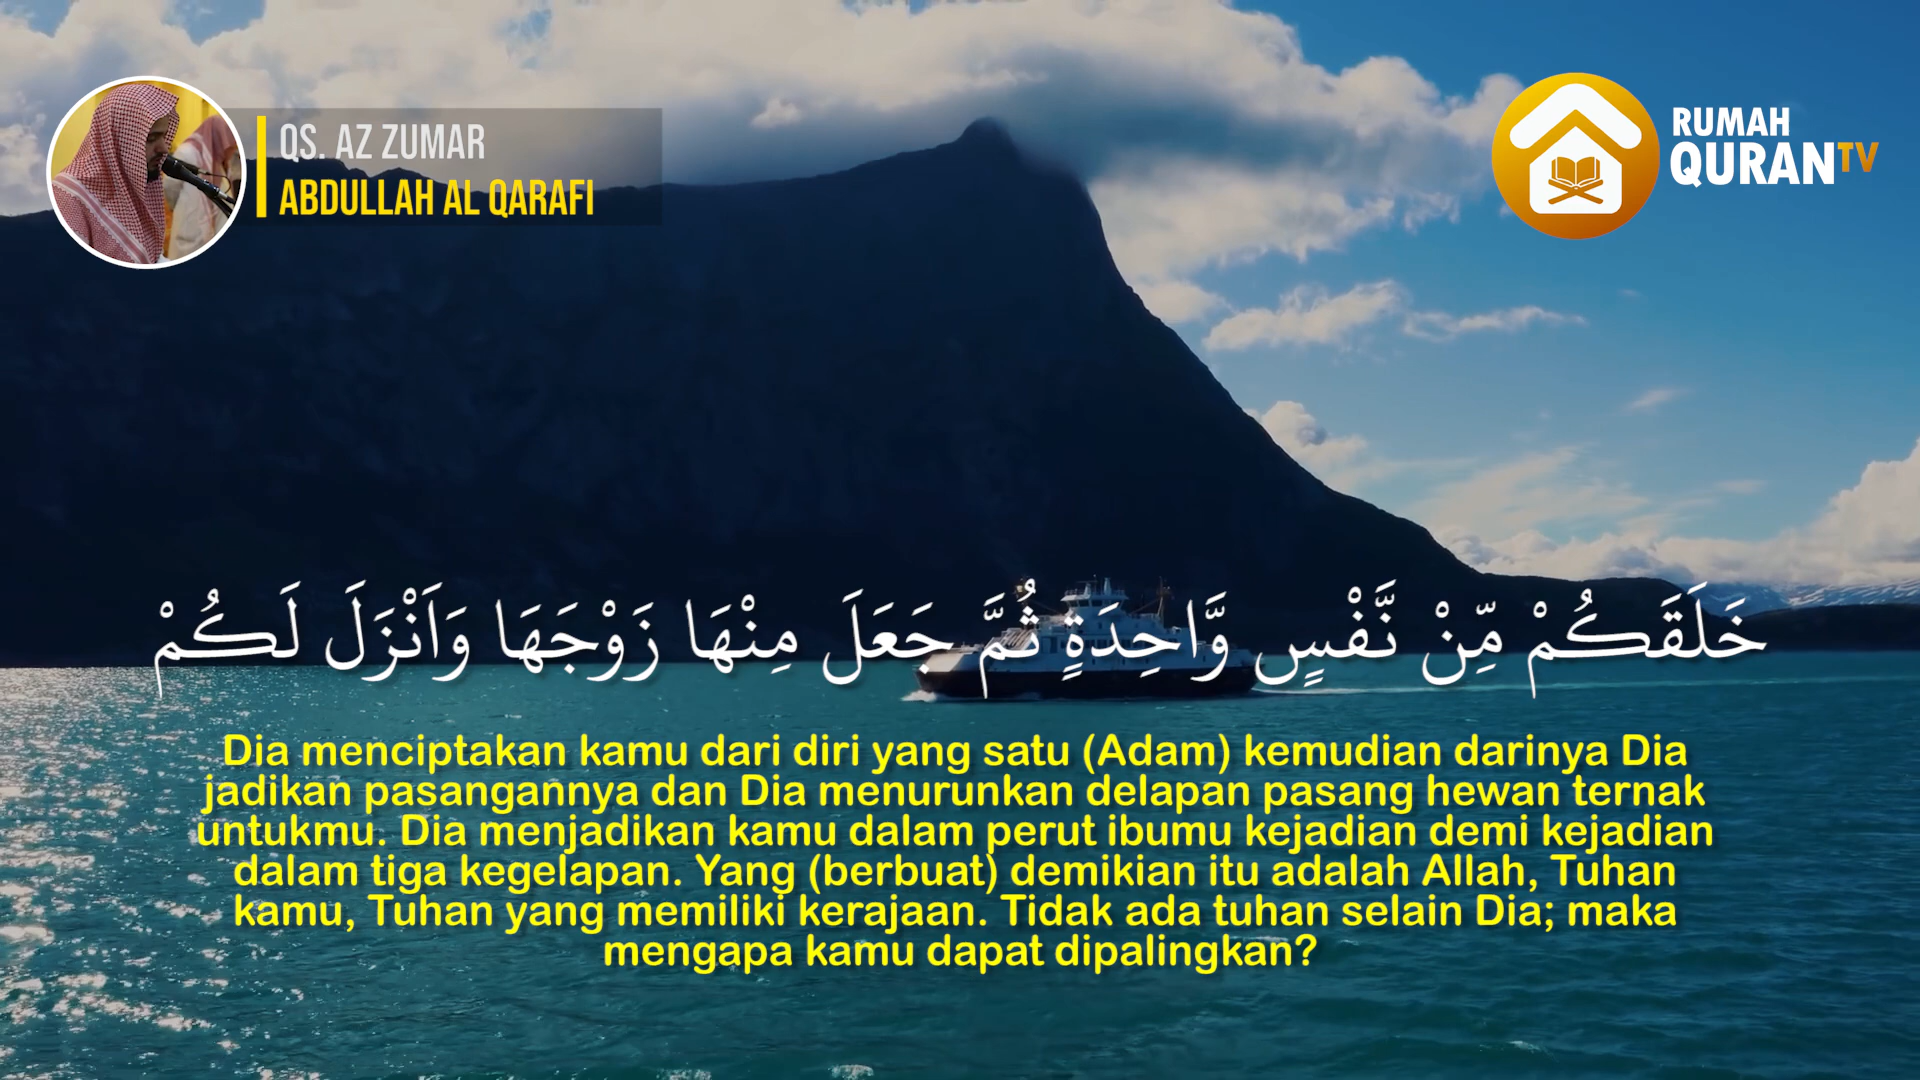 QS. AZ ZUMAR
ABDULLAH AL QARAFI
RUMAH
QURANTV
خَلَقَكُمْ مِّنْ نَّفْسٍ وَّاحِدَةٍ ثُمَّ جَعَلَ مِنْهَا زَوْجَهَا وَاَنْزَلَ لَكُمْ
Dia menciptakan kamu dari diri yang satu (Adam) kemudian darinya Dia
jadikan pasangannya dan Dia menurunkan delapan pasang hewan ternak
untukmu. Dia menjadikan kamu dalam perut ibumu kejadian demi kejadian
dalam tiga kegelapan. Yang (berbuat) demikian itu adalah Allah, Tuhan
kamu, Tuhan yang memiliki kerajaan. Tidak ada tuhan selain Dia; maka
mengapa kamu dapat dipalingkan?